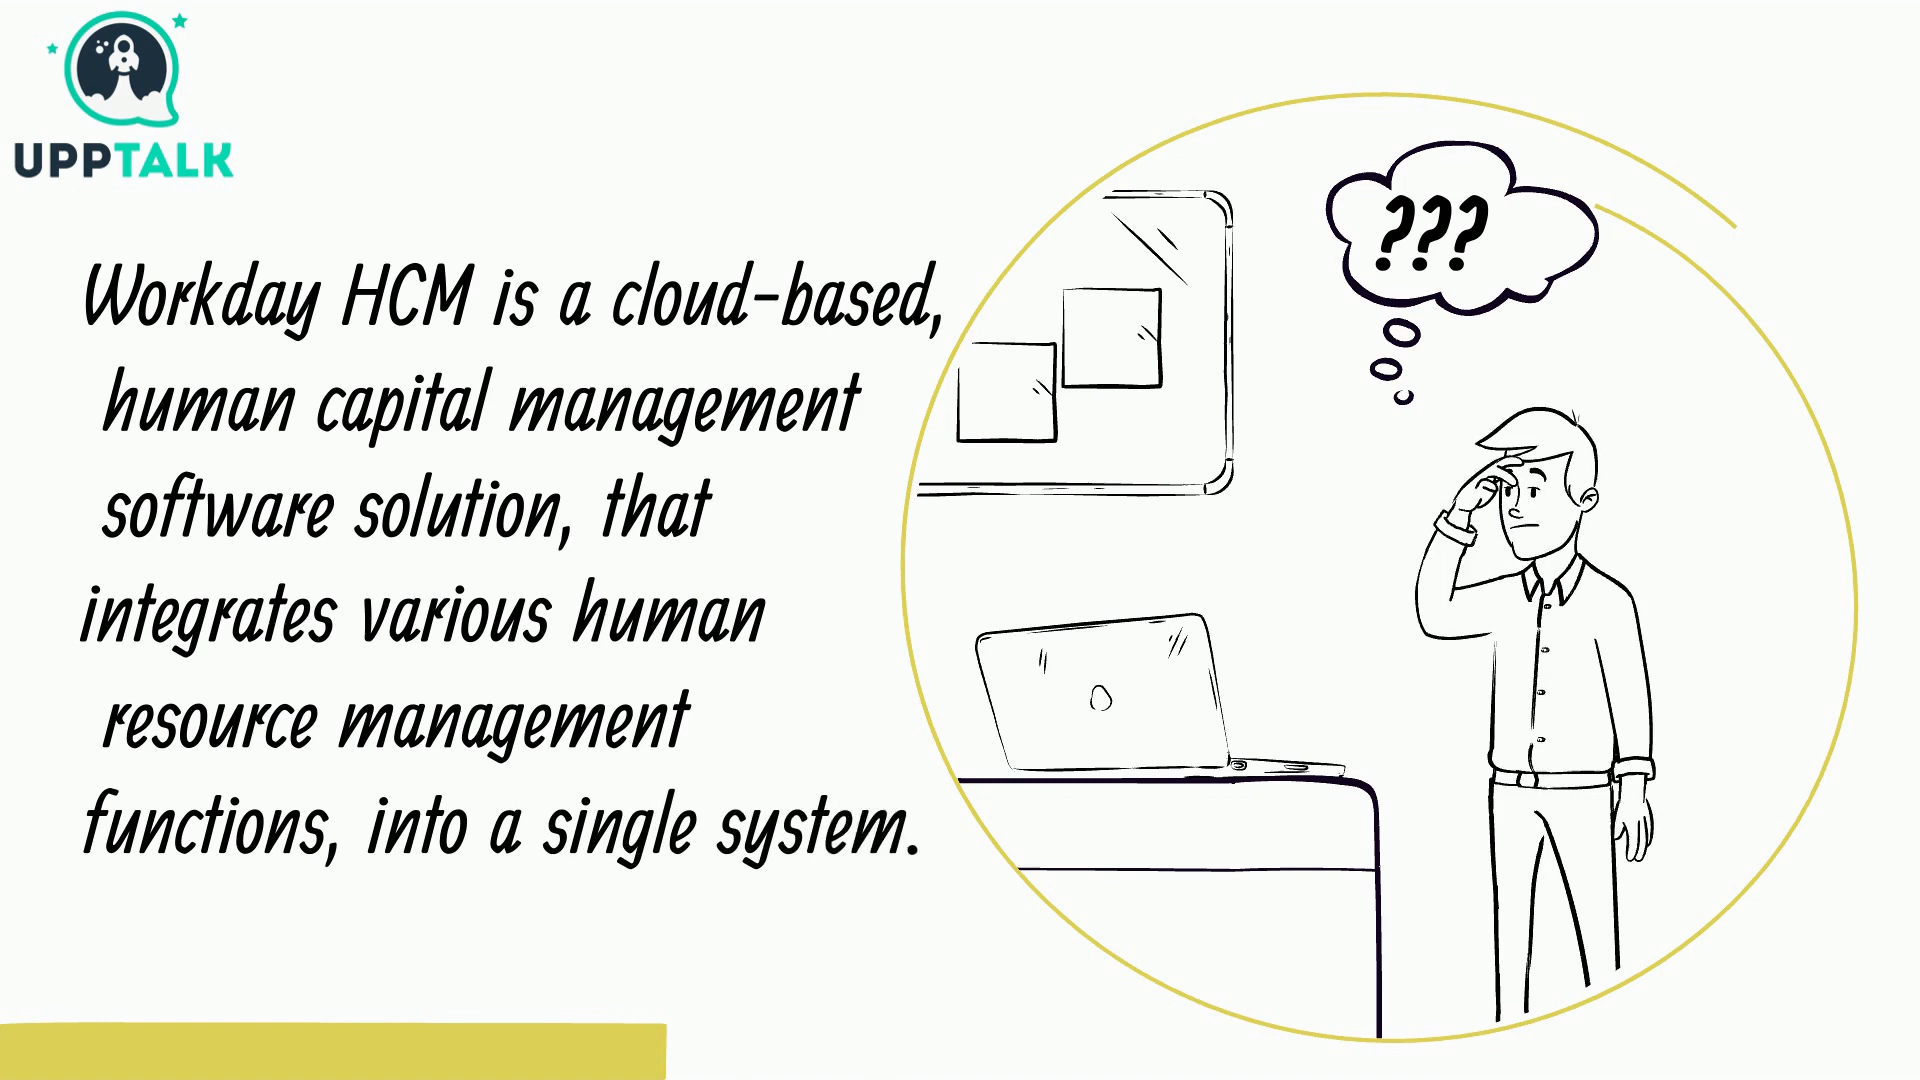 UPPTALK
Workday HCM is a cloud-based,
human capital management
software solution, that
integrates various human
resource management
functions, into a single system.
???